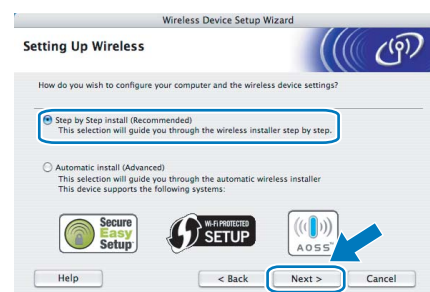 Wireless Device Setup Wizard
Setting Up Wireless
How do you wish to configure your computer and the wireless device settings?
Step by Step install (Recommended)
This selection will guide you through the wireless installer step by step.
Automatic install (Advanced)
This selection will guide you through the automatic wireless installer
This device supports the following systems:
Secure
Easy
Setup
Wi-Fi PROTECTED
SETUP
AOSS™
Help
< Back
Next >
Cancel